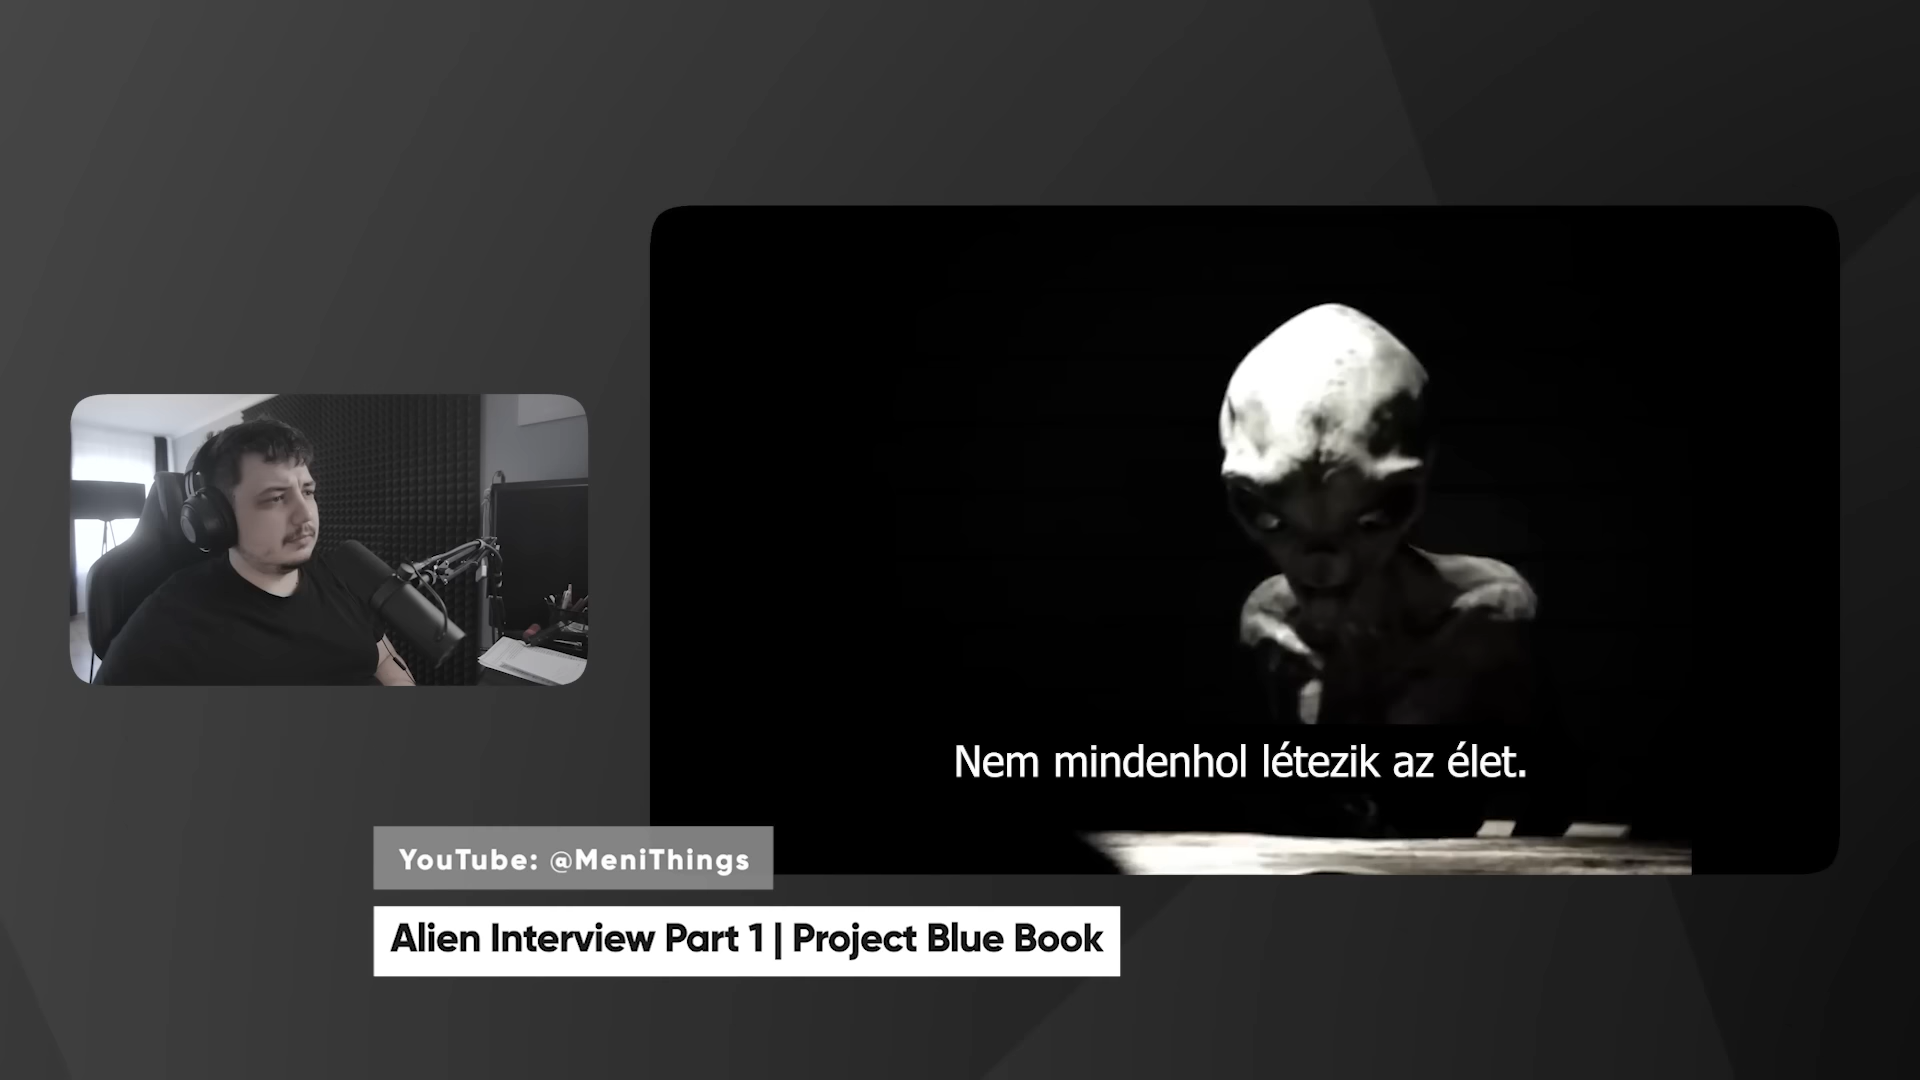 Nem mindenhol létezik az élet.
YouTube: @MeniThings
Alien Interview Part 1 | Project Blue Book